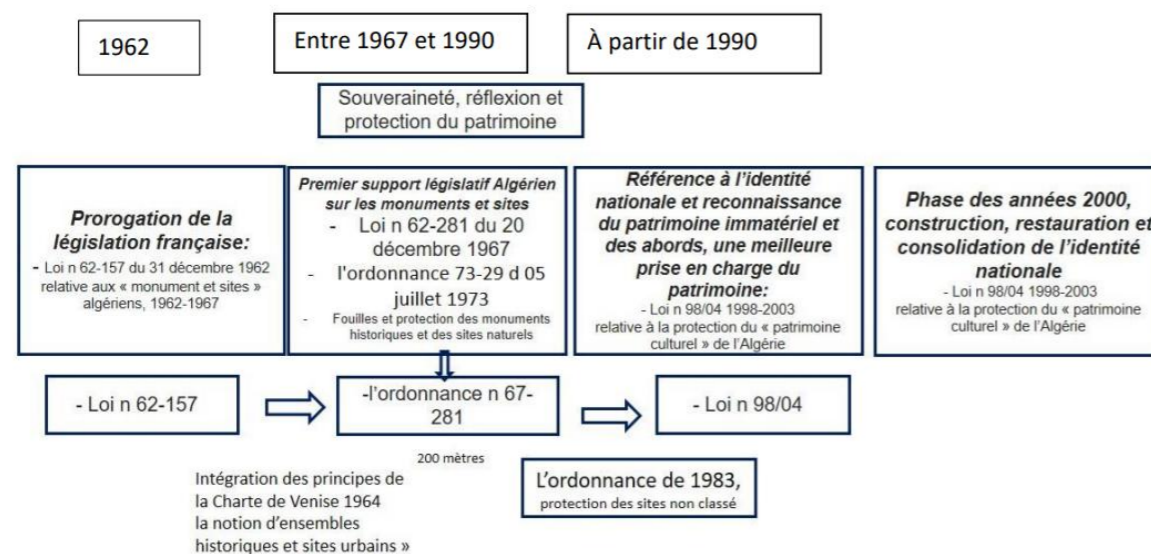 1962
Entre 1967 et 1990
À partir de 1990
Souveraineté, réflexion et
protection du patrimoine
Prorogation de la
législation française:
- Loi n 62-157 du 31 décembre 1962
relative aux « monument et sites »
algériens, 1962-1967
Premier support législatif Algérien
sur les monuments et sites
- Loi n 62-281 du 20
décembre 1967
- l'ordonnance 73-29 d 05
juillet 1973
- Fouilles et protection des monuments
historiques et des sites naturels
Référence à l'identité
nationale et reconnaissance
du patrimoine immatériel et
des abords, une meilleure
prise en charge du
patrimoine:
- Loi n 98/04 1998-2003
relative à la protection du « patrimoine
culturel » de l'Algérie
Phase des années 2000,
construction, restauration et
consolidation de l'identité
nationale
- Loi n 98/04 1998-2003
relative à la protection du « patrimoine
culturel » de l'Algérie
- Loi n 62-157
-l'ordonnance n 67-
281
- Loi n 98/04
200 mètres
Intégration des principes de
la Charte de Venise 1964
la notion d'ensembles
historiques et sites urbains »
L'ordonnance de 1983,
protection des sites non classé